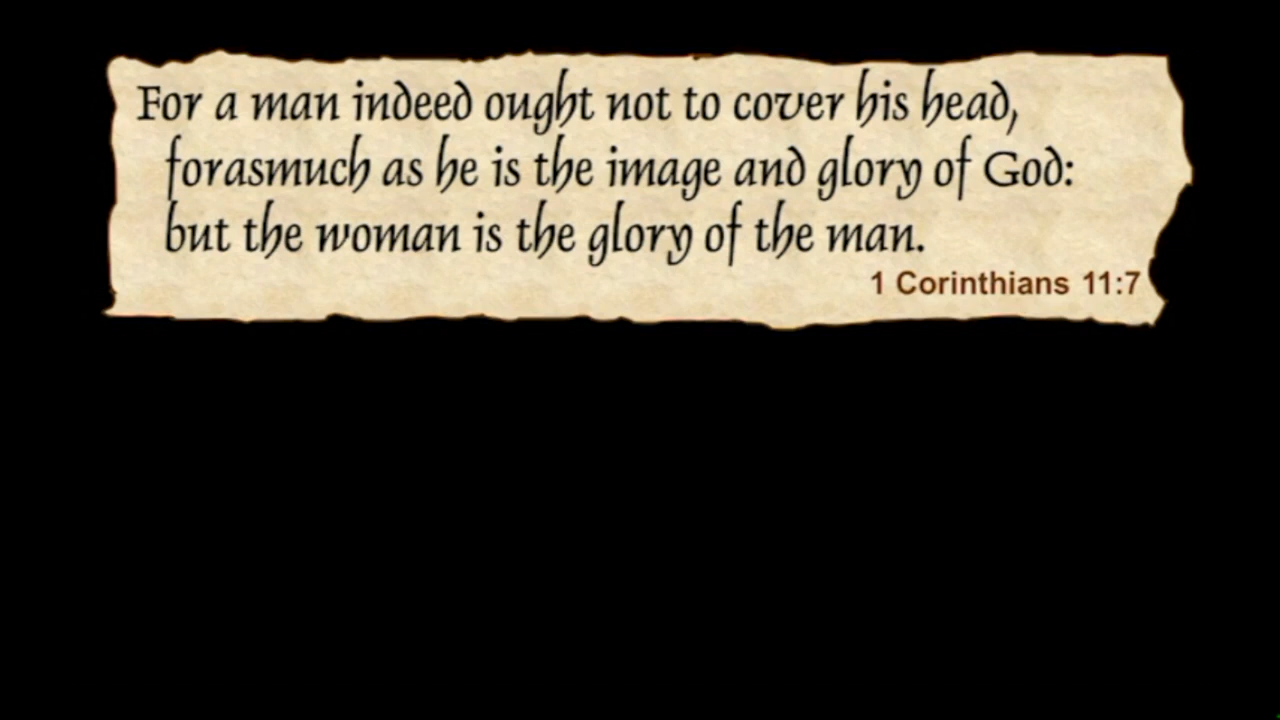 For a man indeed ought not to cover his head,
forasmuch as he is the image and glory of God:
but the woman is the glory of the man.
1 Corinthians 11:7